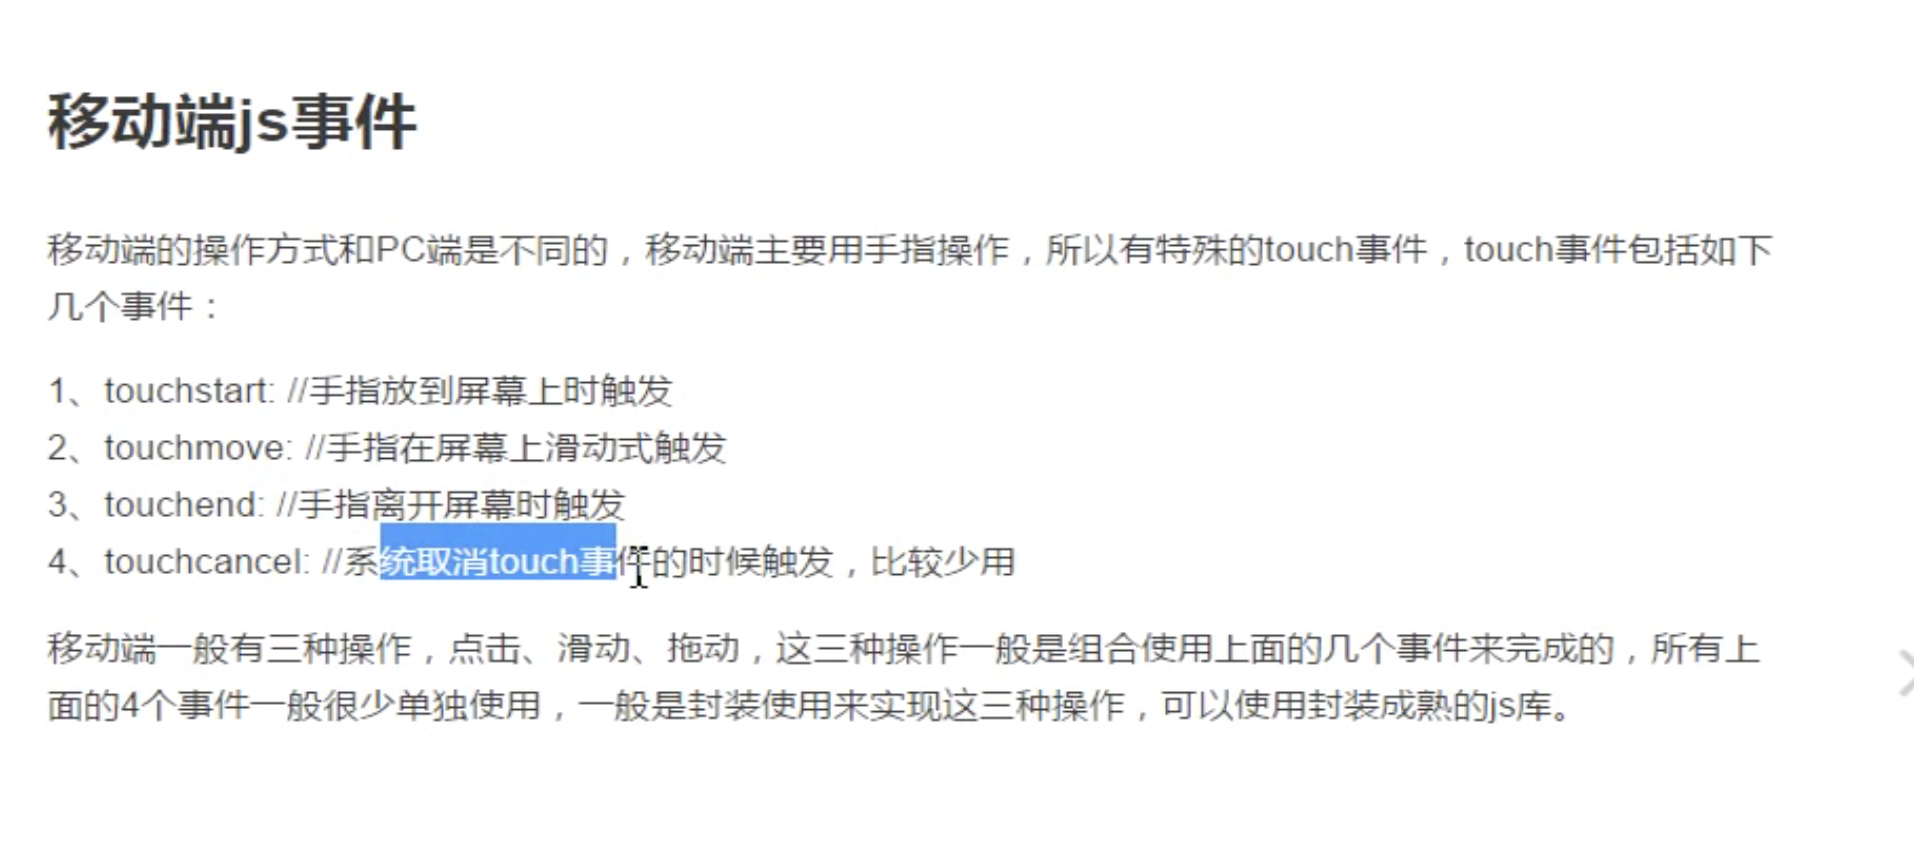 移动端js事件
移动端的操作方式和PC端是不同的，移动端主要用手指操作，所以有特殊的touch事件，touch事件包括如下
几个事件：
1、touchstart: //手指放到屏幕上时触发
2、touchmove: //手指在屏幕上滑动式触发
3、touchend: //手指离开屏幕时触发
4、touchcancel: //系统取消touch事件的时候触发，比较少用
移动端一般有三种操作，点击、滑动、拖动，这三种操作一般是组合使用上面的几个事件来完成的，所有上
面的4个事件一般很少单独使用，一般是封装使用来实现这三种操作，可以使用封装成熟的js库。